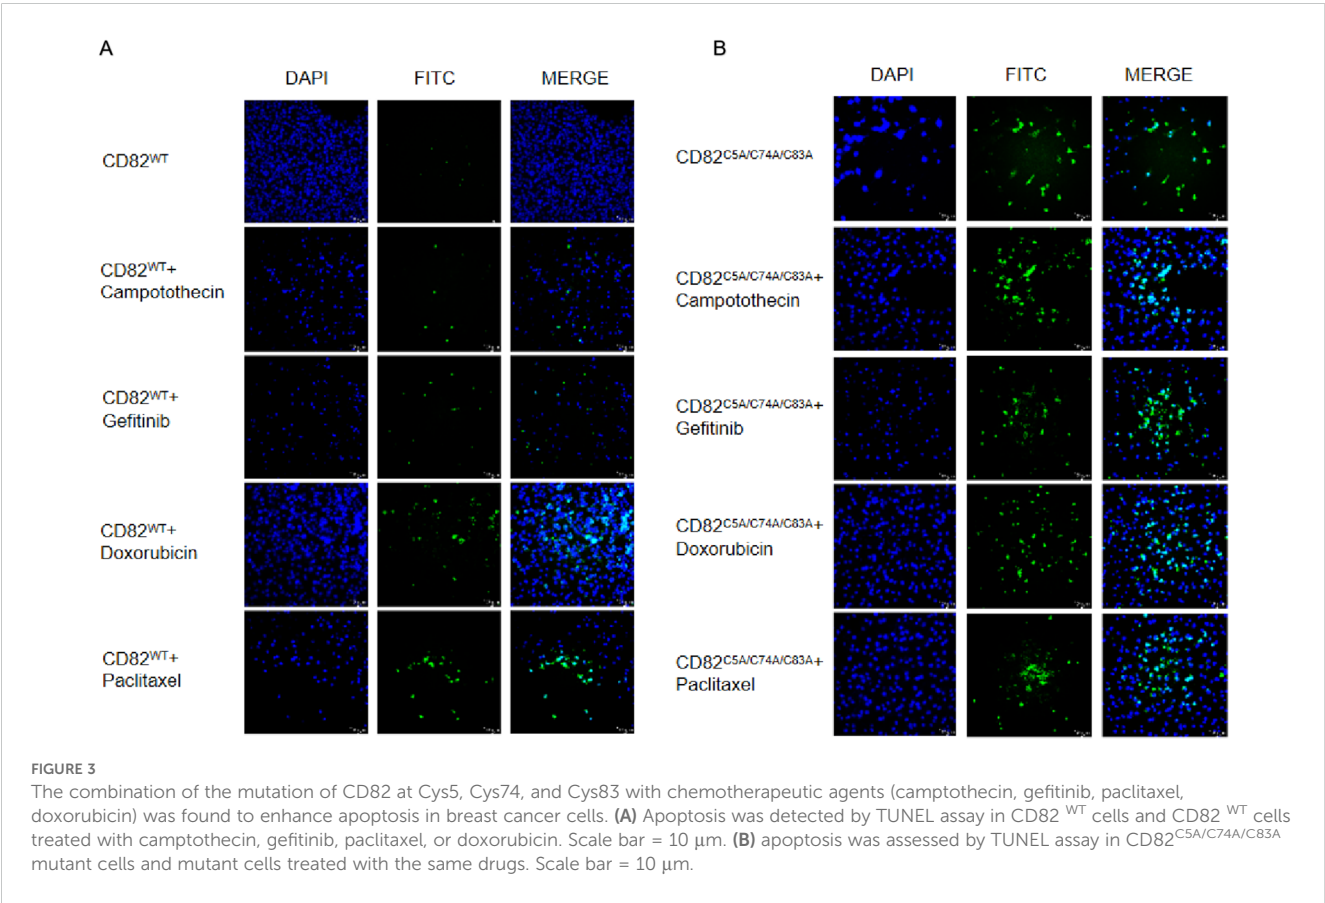 A
DAPI FITC MERGE
CD82WT
CD82WT+
Campotothecin
CD82WT+
Gefitinib
CD82WT+
Doxorubicin
CD82WT+
Paclitaxel
B
DAPI FITC MERGE
CD82C5A/C74A/C83A
CD82C5A/C74A/C83A+
Campotothecin
CD82C5A/C74A/C83A+
Gefitinib
CD82C5A/C74A/C83A+
Doxorubicin
CD82C5A/C74A/C83A+
Paclitaxel
FIGURE 3
The combination of the mutation of CD82 at Cys5, Cys74, and Cys83 with chemotherapeutic agents (camptothecin, gefitinib, paclitaxel,
doxorubicin) was found to enhance apoptosis in breast cancer cells. (A) Apoptosis was detected by TUNEL assay in CD82 WT cells and CD82 WT cells
treated with camptothecin, gefitinib, paclitaxel, or doxorubicin. Scale bar = 10 μm. (B) apoptosis was assessed by TUNEL assay in CD82C5A/C74A/C83A
mutant cells and mutant cells treated with the same drugs. Scale bar = 10 μm.